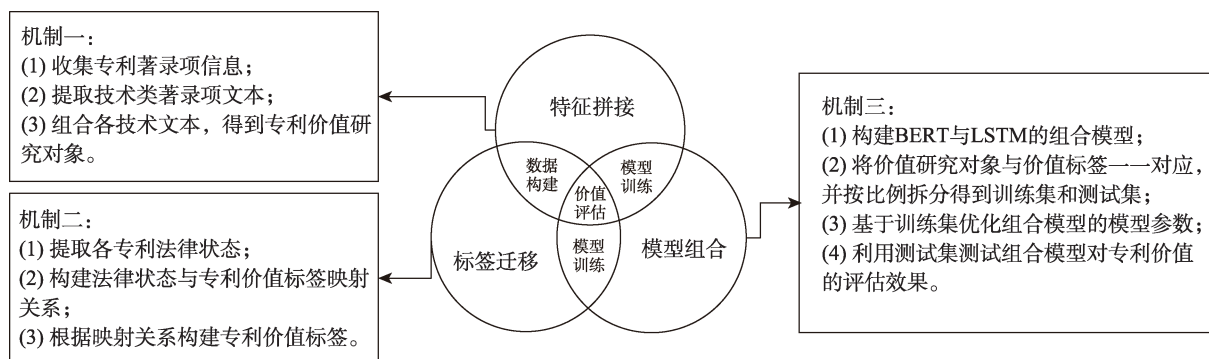 机制一：
(1) 收集专利著录项信息；
(2) 提取技术类著录项文本；
(3) 组合各技术文本，得到专利价值研
究对象。
机制二：
(1) 提取各专利法律状态；
(2) 构建法律状态与专利价值标签映射
关系；
(3) 根据映射关系构建专利价值标签。
特征拼接
数据
构建
模型
训练
价值
评估
标签迁移
模型
训练
模型组合
机制三：
(1) 构建BERT与LSTM的组合模型；
(2) 将价值研究对象与价值标签一一对应，
并按比例拆分得到训练集和测试集；
(3) 基于训练集优化组合模型的模型参数；
(4) 利用测试集测试组合模型对专利价值
的评估效果。